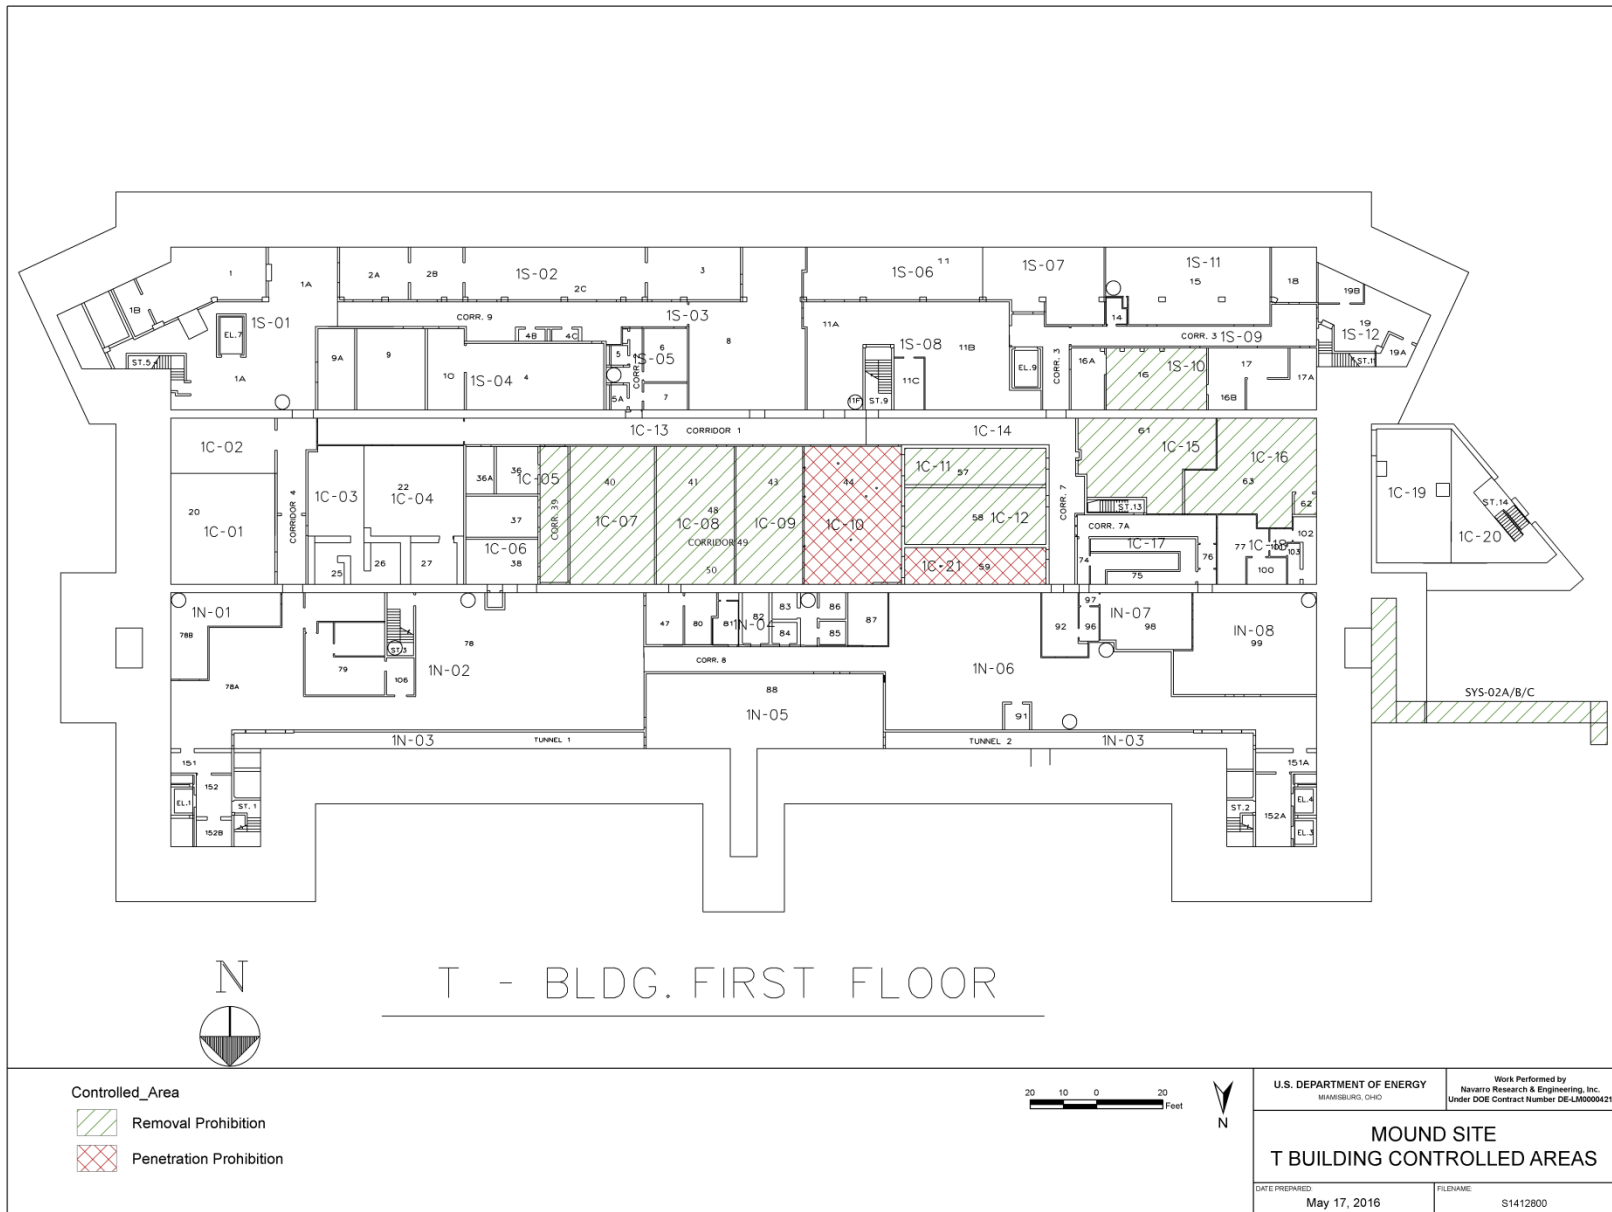 1
1A
2A
2B
1S-02
2C
3
11
1S-06
1S-07
1S-11
15
18
19B
1B
1S-01
EL.7
CORR. 9
1S-03
11A
14
CORR. 3
1S-09
19
1S-12
ST.5
4B
4C
9A
9
10
1S-04
4
5
1S-05
6
8
1S-08
11B
EL.9
CORR. 3
16A
16
1S-10
17
17A
19A
ST.11
1A
5A
7
11F
ST.9
11C
16B
1C-02
1C-13
CORRIDOR 1
1C-14
61
1C-15
1C-16
20
1C-01
CORRIDOR 4
1C-03
22
1C-04
36A
36
1C-05
37
1C-06
38
CORR. 39
40
1C-07
41
48
1C-08
CORRIDOR 49
50
43
1C-09
44
1C-10
1C-11
57
58
1C-12
1C-21
59
CORR. 7
ST.13
63
62
CORR. 7A
1C-17
74
75
76
77
1C-18
101
102
103
100
25
26
27
1C-19
ST.14
1C-20
1N-01
78B
78A
79
ST.3
106
78
1N-02
47
80
81
82
1N-04
83
84
86
85
87
CORR. 8
88
1N-05
1N-06
92
97
96
1N-07
98
1N-08
99
91
SYS-02A/B/C
TUNNEL 1
1N-03
TUNNEL 2
1N-03
151
152
EL.1
152B
ST. 1
151A
ST.2
152A
EL.4
EL.3
N
T - BLDG. FIRST FLOOR
Controlled_Area
Removal Prohibition
Penetration Prohibition
20 10 0 20
Feet
N
U.S. DEPARTMENT OF ENERGY
MIAMISBURG, OHIO
Work Performed by
Navarro Research & Engineering, Inc.
Under DOE Contract Number DE-LM0000421
MOUND SITE
T BUILDING CONTROLLED AREAS
DATE PREPARED:
May 17, 2016
FILENAME:
S1412800